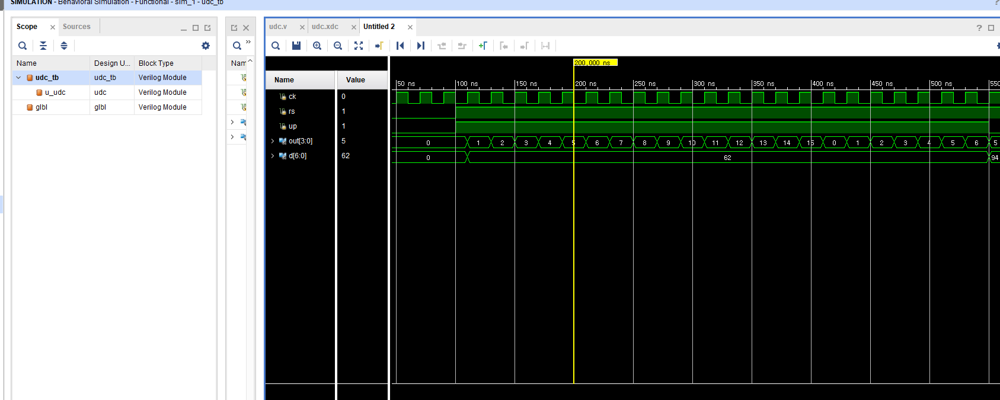 SIMULATION - Behavioral Simulation - Functional - sim_1 - udc_tb
?
Scope
Sources
Name
Design U...
Block Type
udc_tb
udc_tb
Verilog Module
u_udc
udc
Verilog Module
glbl
glbl
Verilog Module
»
Nam
udc.v
udc.xdc
Untitled 2
?
200,000 ns
Name
Value
50 ns
100 ns
150 ns
200 ns
250 ns
300 ns
350 ns
400 ns
450 ns
500 ns
550
ck
0
rs
1
up
1
out[3:0]
5
0
1
2
3
4
5
6
7
8
9
10
11
12
13
14
15
0
1
2
3
4
5
6
5
d[6:0]
62
0
62
94